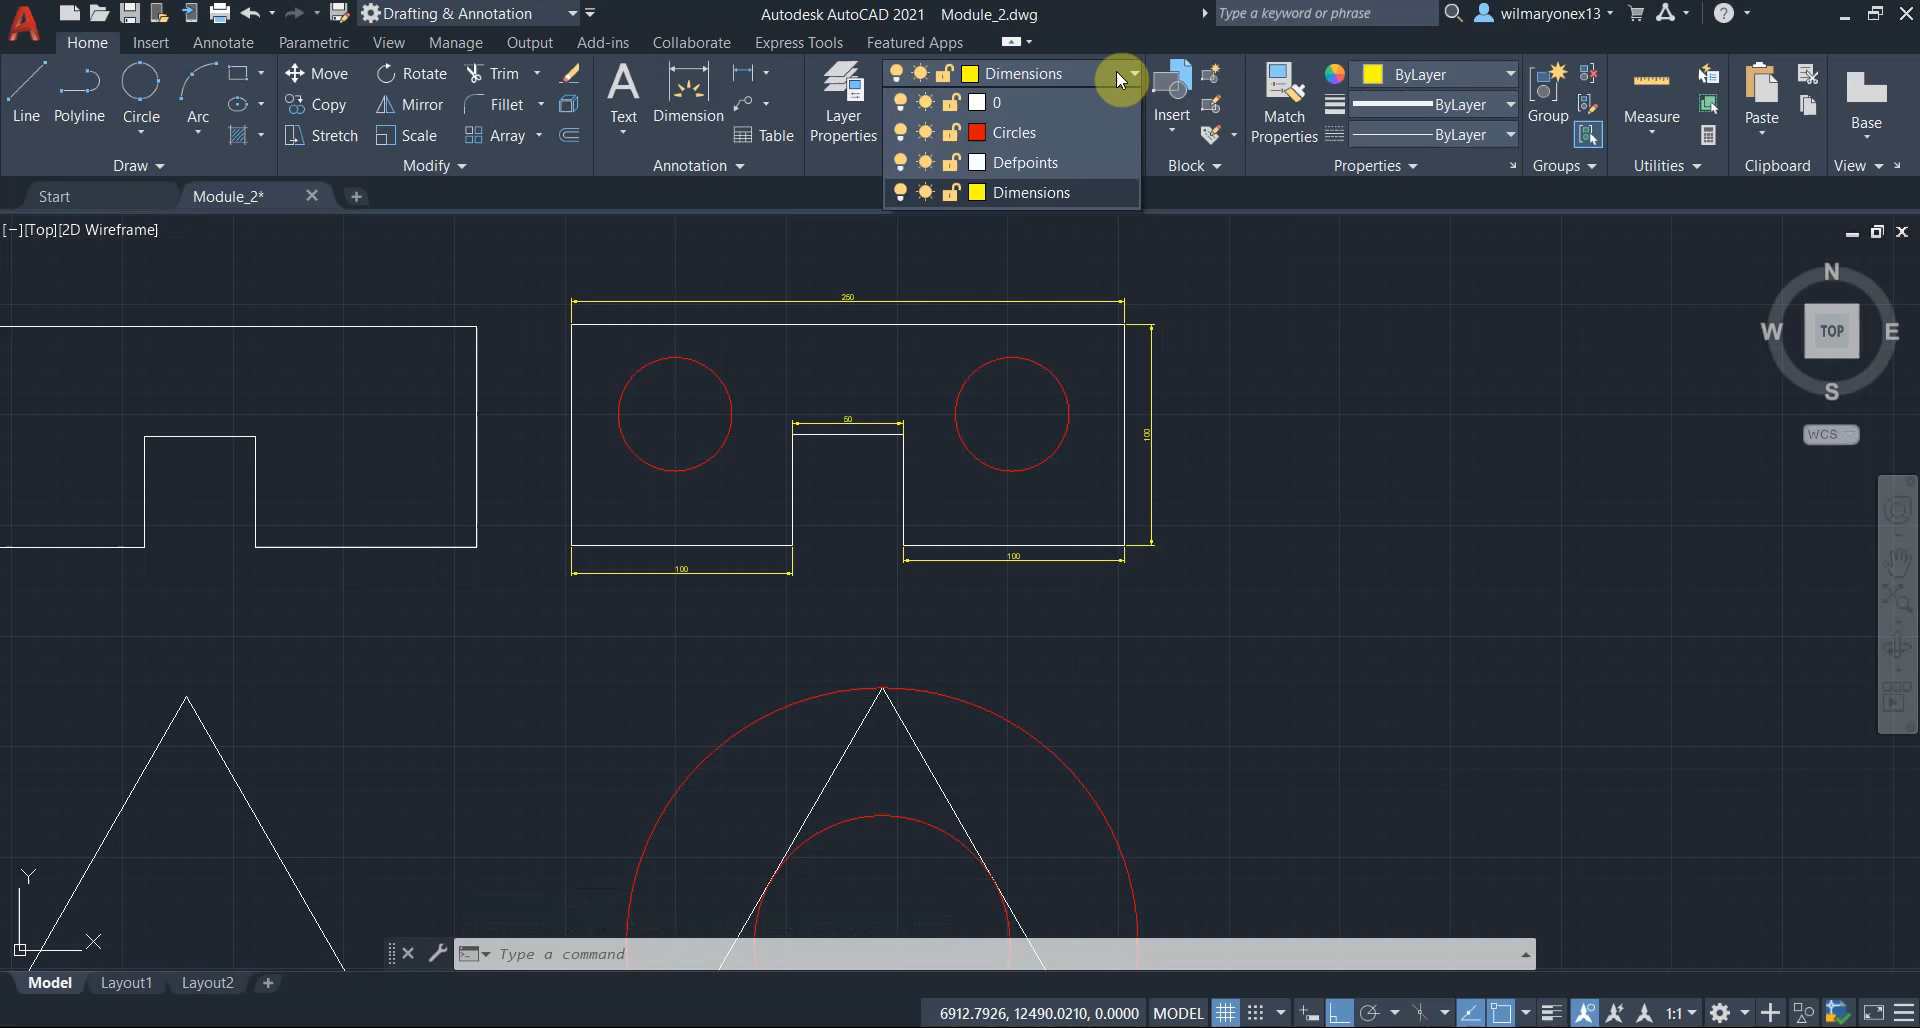 Drafting & Annotation
Autodesk AutoCAD 2021 Module_2.dwg
Type a keyword or phrase
wilmaryonex13
Home Insert Annotate Parametric View Manage Output Add-ins Collaborate Express Tools Featured Apps
Line Polyline Circle Arc
Move Rotate Trim
Copy Mirror Fillet
Stretch Scale Array
Text Dimension Table
Layer Properties
Dimensions
0
Circles
Defpoints
Dimensions
Insert
Match Properties
ByLayer
ByLayer
ByLayer
Group
Measure
Paste
Base
Draw Modify Annotation Block Properties Groups Utilities Clipboard View
Start Module_2*
[−][Top][2D Wireframe]
N
W TOP E
S
WCS
250
50
100
100
100
Y
X
Type a command
Model Layout1 Layout2
6912.7926, 12490.0210, 0.0000 MODEL 1:1